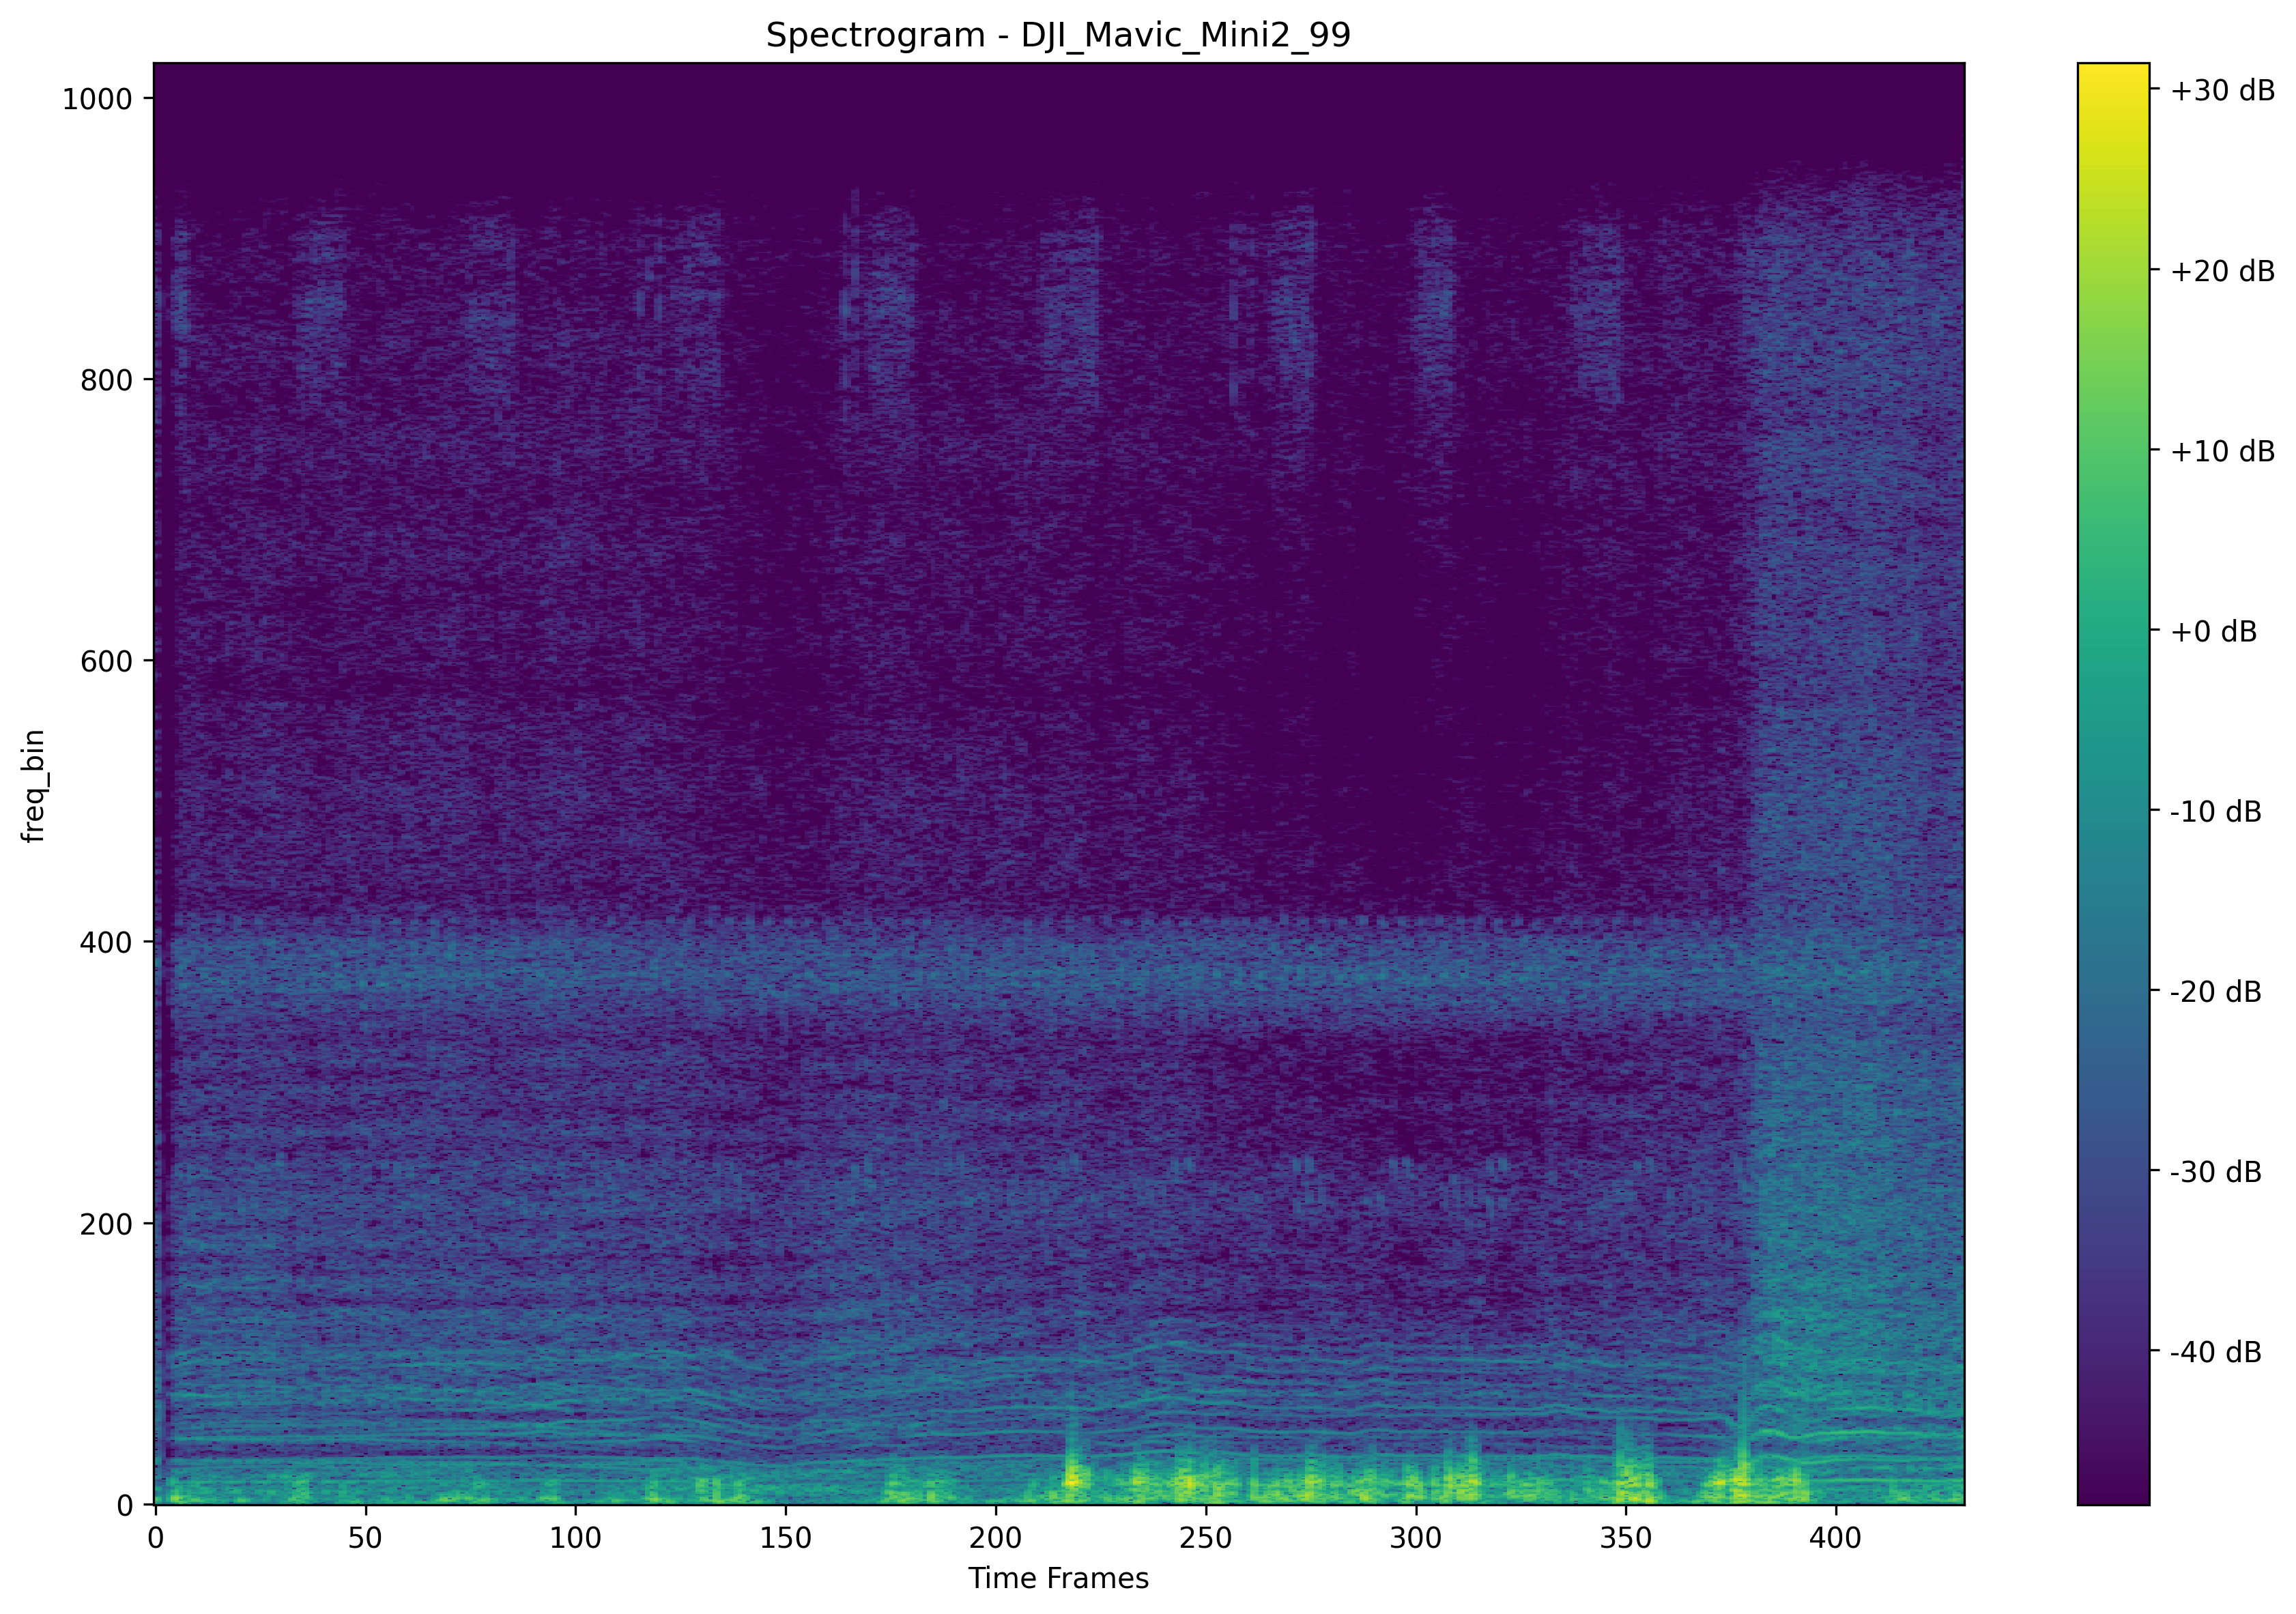 Spectrogram - DJI_Mavic_Mini2_99
freq_bin
1000
800
600
400
200
0
0 50 100 150 200 250 300 350 400
Time Frames
+30 dB
+20 dB
+10 dB
+0 dB
-10 dB
-20 dB
-30 dB
-40 dB